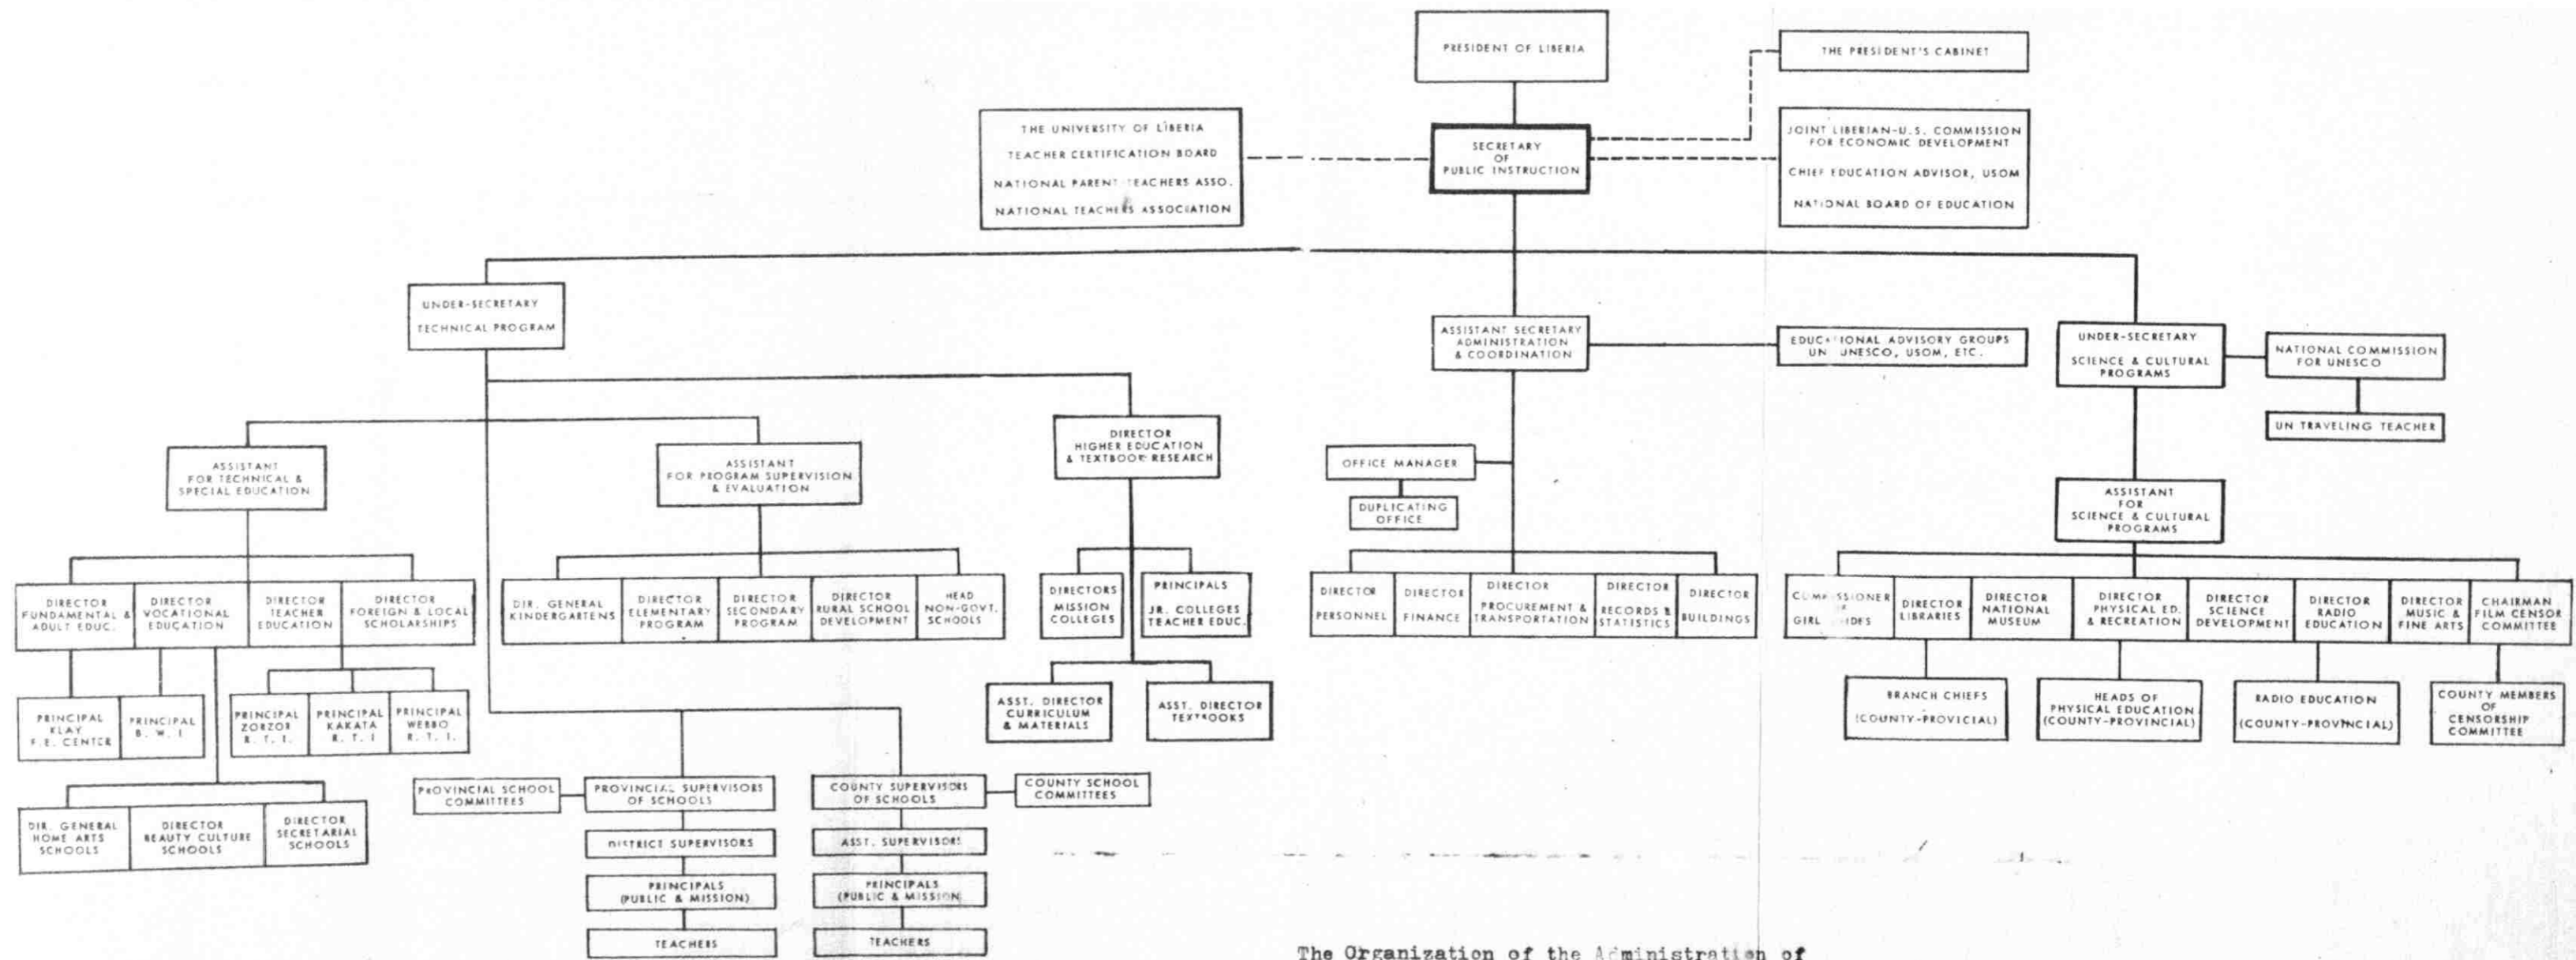 PRESIDENT OF LIBERIA
THE PRESIDENT'S CABINET
THE UNIVERSITY OF LIBERIA
TEACHER CERTIFICATION BOARD
NATIONAL PARENT-TEACHERS ASSO.
NATIONAL TEACHERS ASSOCIATION
SECRETARY
OF
PUBLIC INSTRUCTION
JOINT LIBERIAN-U.S. COMMISSION
FOR ECONOMIC DEVELOPMENT
CHIEF EDUCATION ADVISOR, USOM
NATIONAL BOARD OF EDUCATION
UNDER-SECRETARY
TECHNICAL PROGRAM
ASSISTANT SECRETARY
ADMINISTRATION
& COORDINATION
EDUCATIONAL ADVISORY GROUPS
UN UNESCO, USOM, ETC.
UNDER-SECRETARY
SCIENCE & CULTURAL
PROGRAMS
NATIONAL COMMISSION
FOR UNESCO
UN TRAVELING TEACHER
ASSISTANT
FOR TECHNICAL &
SPECIAL EDUCATION
ASSISTANT
FOR PROGRAM SUPERVISION
& EVALUATION
DIRECTOR
HIGHER EDUCATION
& TEXTBOOK RESEARCH
OFFICE MANAGER
DUPLICATING
OFFICE
ASSISTANT
FOR
SCIENCE & CULTURAL
PROGRAMS
DIRECTOR
FUNDAMENTAL &
ADULT EDUC.
DIRECTOR
VOCATIONAL
EDUCATION
DIRECTOR
TEACHER
EDUCATION
DIRECTOR
FOREIGN & LOCAL
SCHOLARSHIPS
DIR. GENERAL
KINDERGARTENS
DIRECTOR
ELEMENTARY
PROGRAM
DIRECTOR
SECONDARY
PROGRAM
DIRECTOR
RURAL SCHOOL
DEVELOPMENT
HEAD
NON-GOVT.
SCHOOLS
DIRECTORS
MISSION
COLLEGES
PRINCIPALS
JR. COLLEGES
TEACHER EDUC.
DIRECTOR
PERSONNEL
DIRECTOR
FINANCE
DIRECTOR
PROCUREMENT &
TRANSPORTATION
DIRECTOR
RECORDS &
STATISTICS
DIRECTOR
BUILDINGS
COMMISSIONER
GIRL
DIRECTOR
LIBRARIES
DIRECTOR
NATIONAL
MUSEUM
DIRECTOR
PHYSICAL ED.
& RECREATION
DIRECTOR
SCIENCE
DEVELOPMENT
DIRECTOR
RADIO
EDUCATION
DIRECTOR
MUSIC &
FINE ARTS
CHAIRMAN
FILM CENSOR
COMMITTEE
PRINCIPAL
KLAY
F.E. CENTER
PRINCIPAL
B. W. I
PRINCIPAL
ZORZOR
R. T. I.
PRINCIPAL
KAKATA
R. T. I
PRINCIPAL
WEBBO
R. T. I.
ASST. DIRECTOR
CURRICULUM
& MATERIALS
ASST. DIRECTOR
TEXTBOOKS
BRANCH CHIEFS
(COUNTY-PROVICIAL)
HEADS OF
PHYSICAL EDUCATION
(COUNTY-PROVINCIAL)
RADIO EDUCATION
(COUNTY-PROVINCIAL)
COUNTY MEMBERS
OF
CENSORSHIP
COMMITTEE
DIR. GENERAL
HOME ARTS
SCHOOLS
DIRECTOR
BEAUTY CULTURE
SCHOOLS
DIRECTOR
SECRETARIAL
SCHOOLS
PROVINCIAL SCHOOL
COMMITTEES
PROVINCIAL SUPERVISORS
OF SCHOOLS
COUNTY SUPERVISORS
OF SCHOOLS
COUNTY SCHOOL
COMMITTEES
DISTRICT SUPERVISORS
ASST. SUPERVISORS
PRINCIPALS
(PUBLIC & MISSION)
PRINCIPALS
(PUBLIC & MISSION
TEACHERS
TEACHERS
The Organization of the Administration of